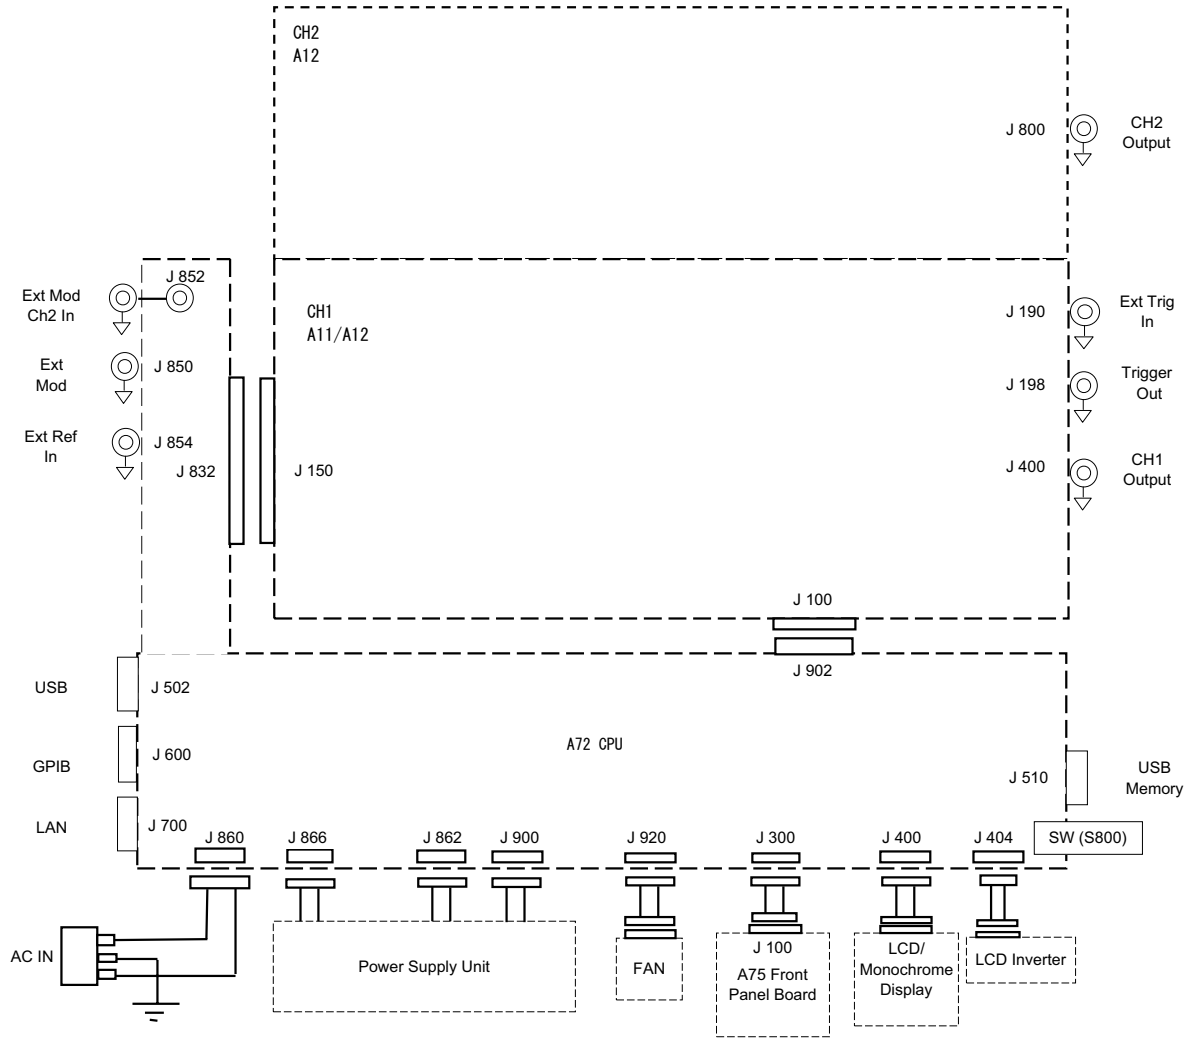 CH2
A12
J 800
CH2
Output
J 852
Ext Mod
Ch2 In
CH1
A11/A12
J 190
Ext Trig
In
Ext
Mod
J 850
J 198
Trigger
Out
Ext Ref
In
J 854
J 832
J 150
J 400
CH1
Output
J 100
J 902
USB
J 502
A72 CPU
GPIB
J 600
J 510
USB
Memory
LAN
J 700
J 860
J 866
J 862
J 900
J 920
J 300
J 400
J 404
SW (S800)
AC IN
Power Supply Unit
FAN
J 100
A75 Front
Panel Board
LCD/
Monochrome
Display
LCD Inverter